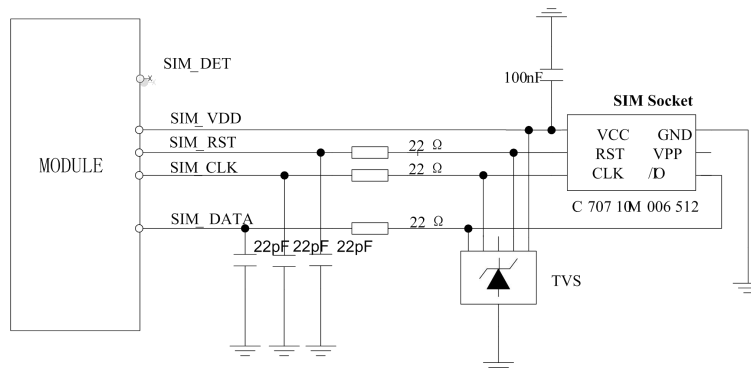 SIM_DET
100nF
SIM Socket
SIM_VDD
SIM_RST
22 Ω
VCC GND
RST VPP
MODULE
SIM_CLK
22 Ω
CLK I/O
C 707 10M 006 512
SIM_DATA
22 Ω
22pF 22pF 22pF
TVS